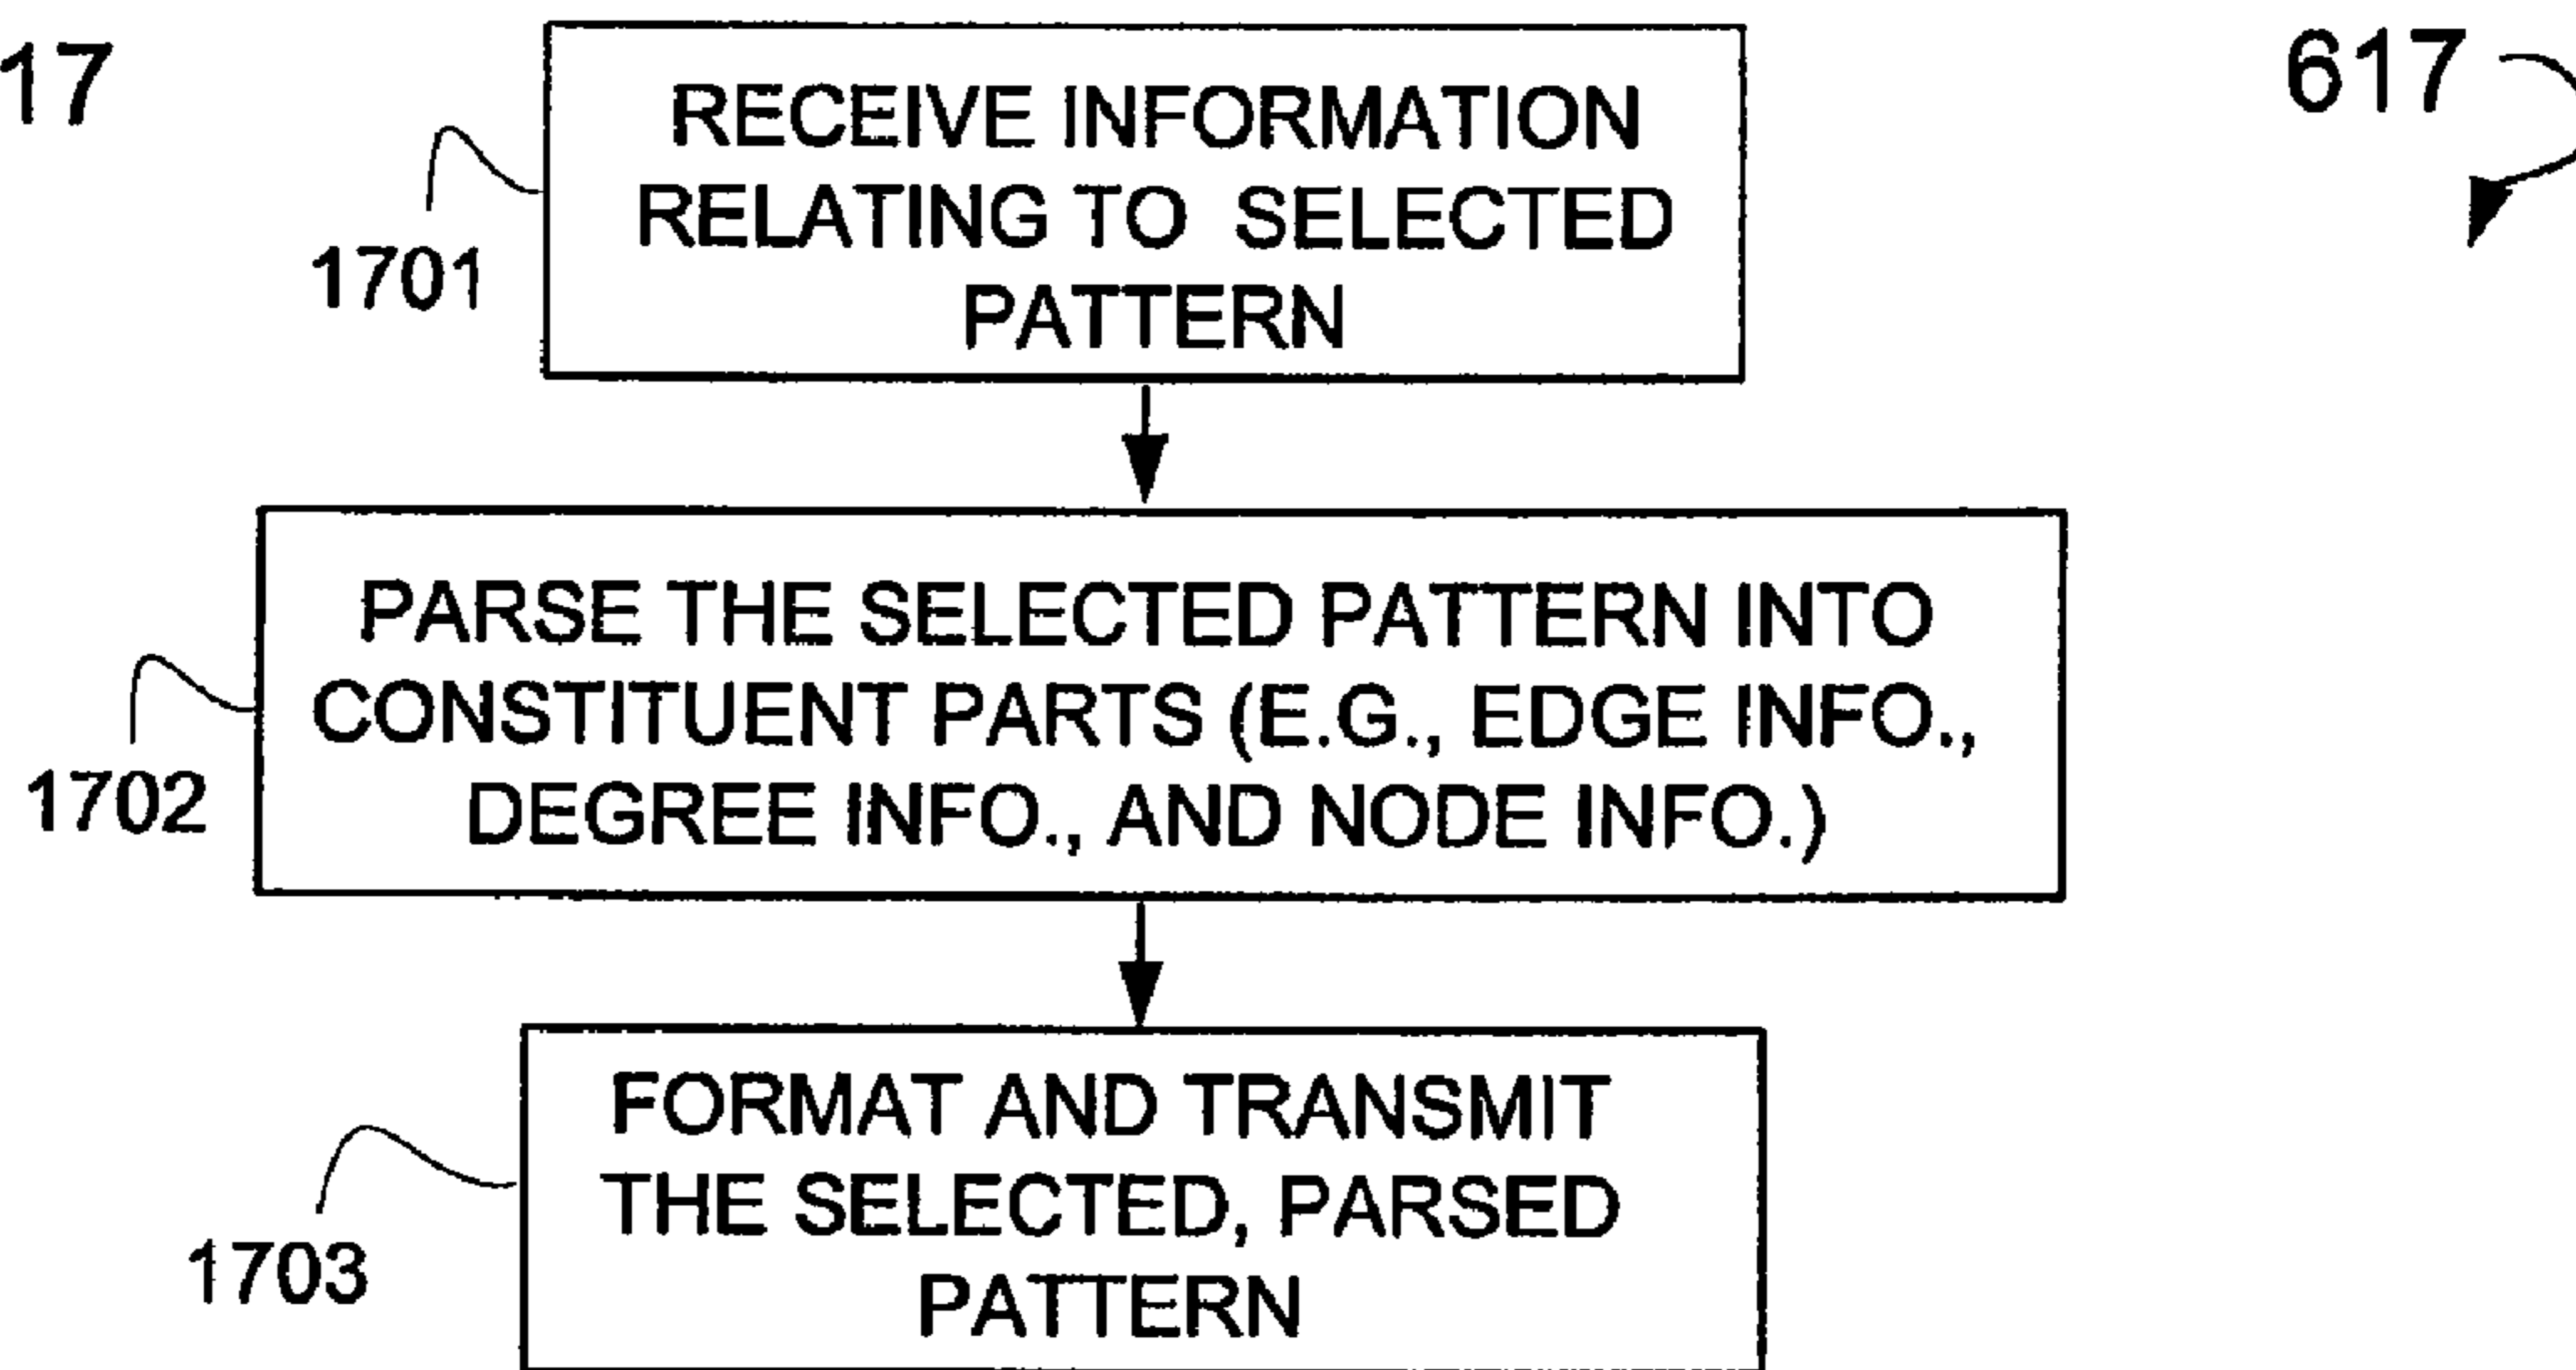 17
617
RECEIVE INFORMATION
RELATING TO SELECTED
PATTERN
1701
PARSE THE SELECTED PATTERN INTO
CONSTITUENT PARTS (E.G., EDGE INFO.,
DEGREE INFO., AND NODE INFO.)
1702
FORMAT AND TRANSMIT
THE SELECTED, PARSED
PATTERN
1703